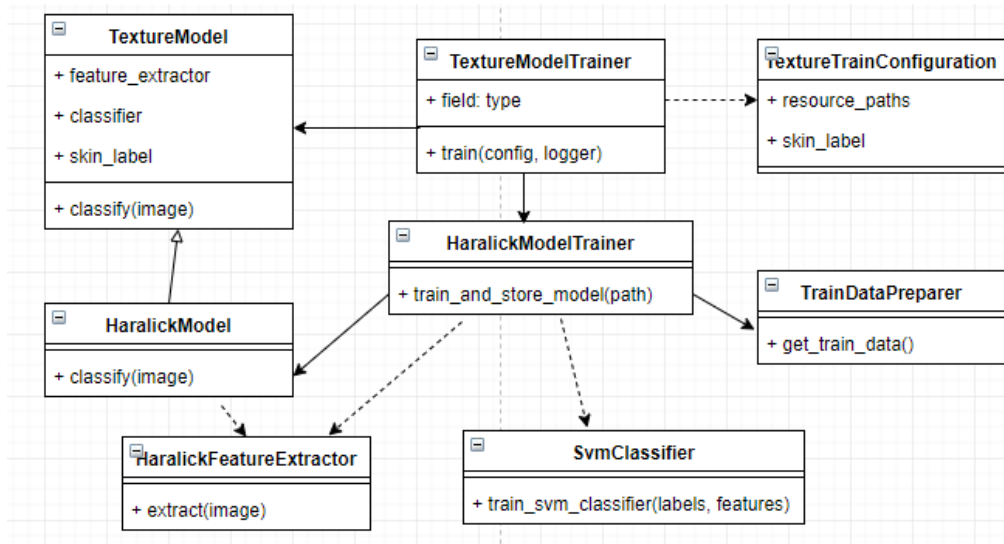 TextureModel
+ feature_extractor
+ classifier
+ skin_label
+ classify(image)
TextureModelTrainer
+ field: type
+ train(config, logger)
TextureTrainConfiguration
+ resource_paths
+ skin_label
HaralickModelTrainer
+ train_and_store_model(path)
TrainDataPreparer
+ get_train_data()
HaralickModel
+ classify(image)
HaralickFeatureExtractor
+ extract(image)
SvmClassifier
+ train_svm_classifier(labels, features)